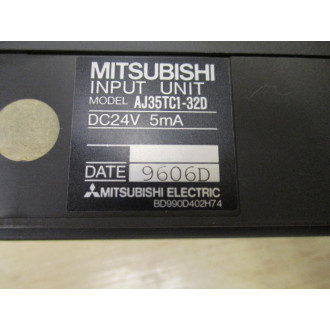 MITSUBISHI
INPUT UNIT
MODEL AJ35TC1-32D
DC24V 5mA
DATE 9606D
MITSUBISHI ELECTRIC
BD990D402H74